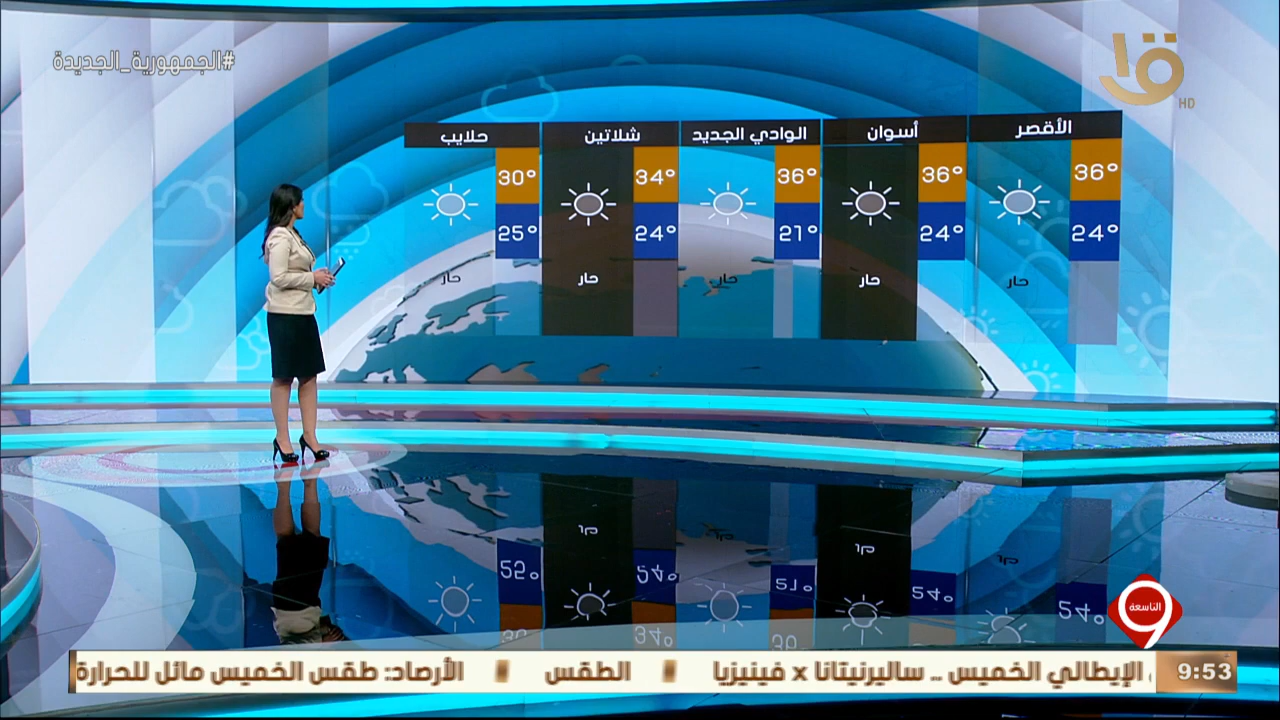 #الجمهورية_الجديدة
HD
الأقصر
36°
24°
حار
أسوان
36°
24°
حار
الوادي الجديد
36°
21°
حار
شلاتين
34°
24°
حار
حلايب
30°
25°
حار
التاسعة
9
9:53
الإيطالي الخميس .. ساليرنيتانا x فينيزيا
الطقس
الأرصاد: طقس الخميس مائل للحرارة